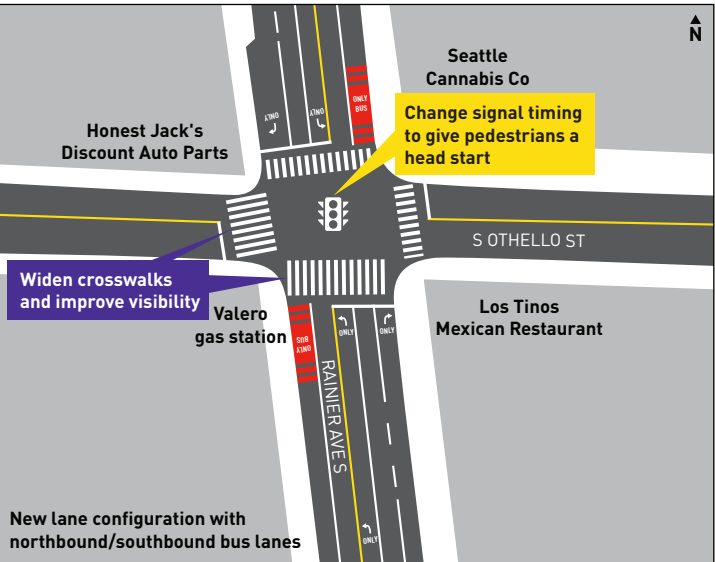 N
Seattle
Cannabis Co
ONLY
BUS
ONLY
ONLY
Change signal timing
to give pedestrians a
head start
Honest Jack's
Discount Auto Parts
S OTHELLO ST
Widen crosswalks
and improve visibility
Valero
gas station
Los Tinos
Mexican Restaurant
ONLY
BUS
ONLY
ONLY
RAINIER AVE S
ONLY
New lane configuration with
northbound/southbound bus lanes